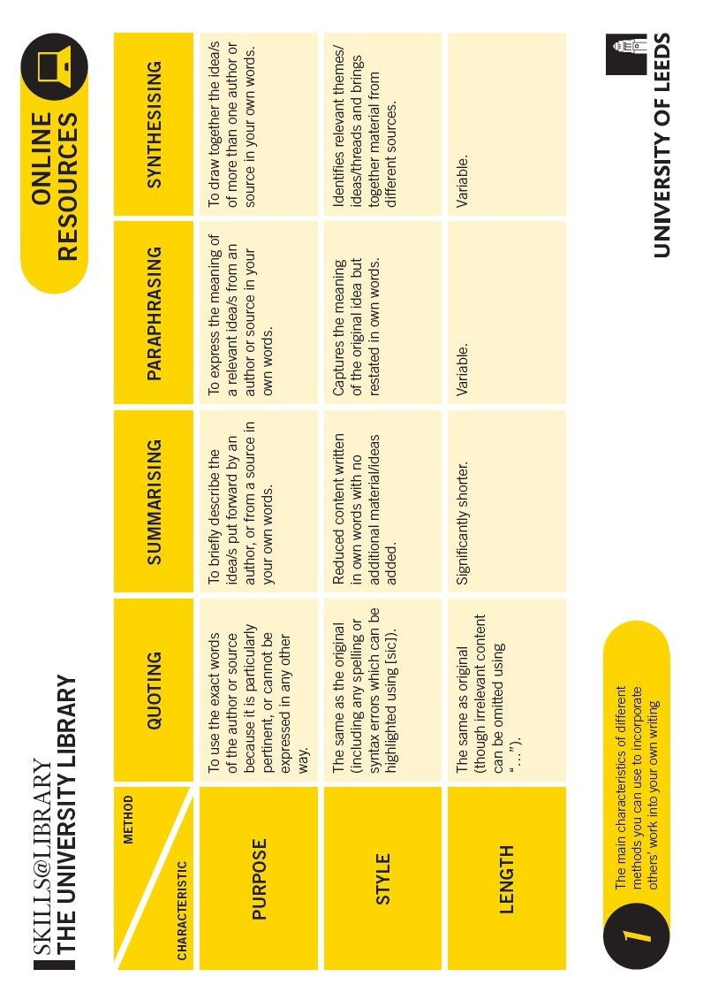 SKILLS@LIBRARY
THE UNIVERSITY LIBRARY
ONLINE
RESOURCES
METHOD
CHARACTERISTIC
QUOTING
SUMMARISING
PARAPHRASING
SYNTHESISING
PURPOSE
To use the exact words
of the author or source
because it is particularly
pertinent, or cannot be
expressed in any other
way.
To briefly describe the
idea/s put forward by an
author, or from a source in
your own words.
To express the meaning of
a relevant idea/s from an
author or source in your
own words.
To draw together the idea/s
of more than one author or
source in your own words.
STYLE
The same as the original
(including any spelling or
syntax errors which can be
highlighted using [sic]).
Reduced content written
in own words with no
additional material/ideas
added.
Captures the meaning
of the original idea but
restated in own words.
Identifies relevant themes/
ideas/threads and brings
together material from
different sources.
LENGTH
The same as original
(though irrelevant content
can be omitted using
“…”).
Significantly shorter.
Variable.
Variable.
1
The main characteristics of different
methods you can use to incorporate
others’ work into your own writing
UNIVERSITY OF LEEDS